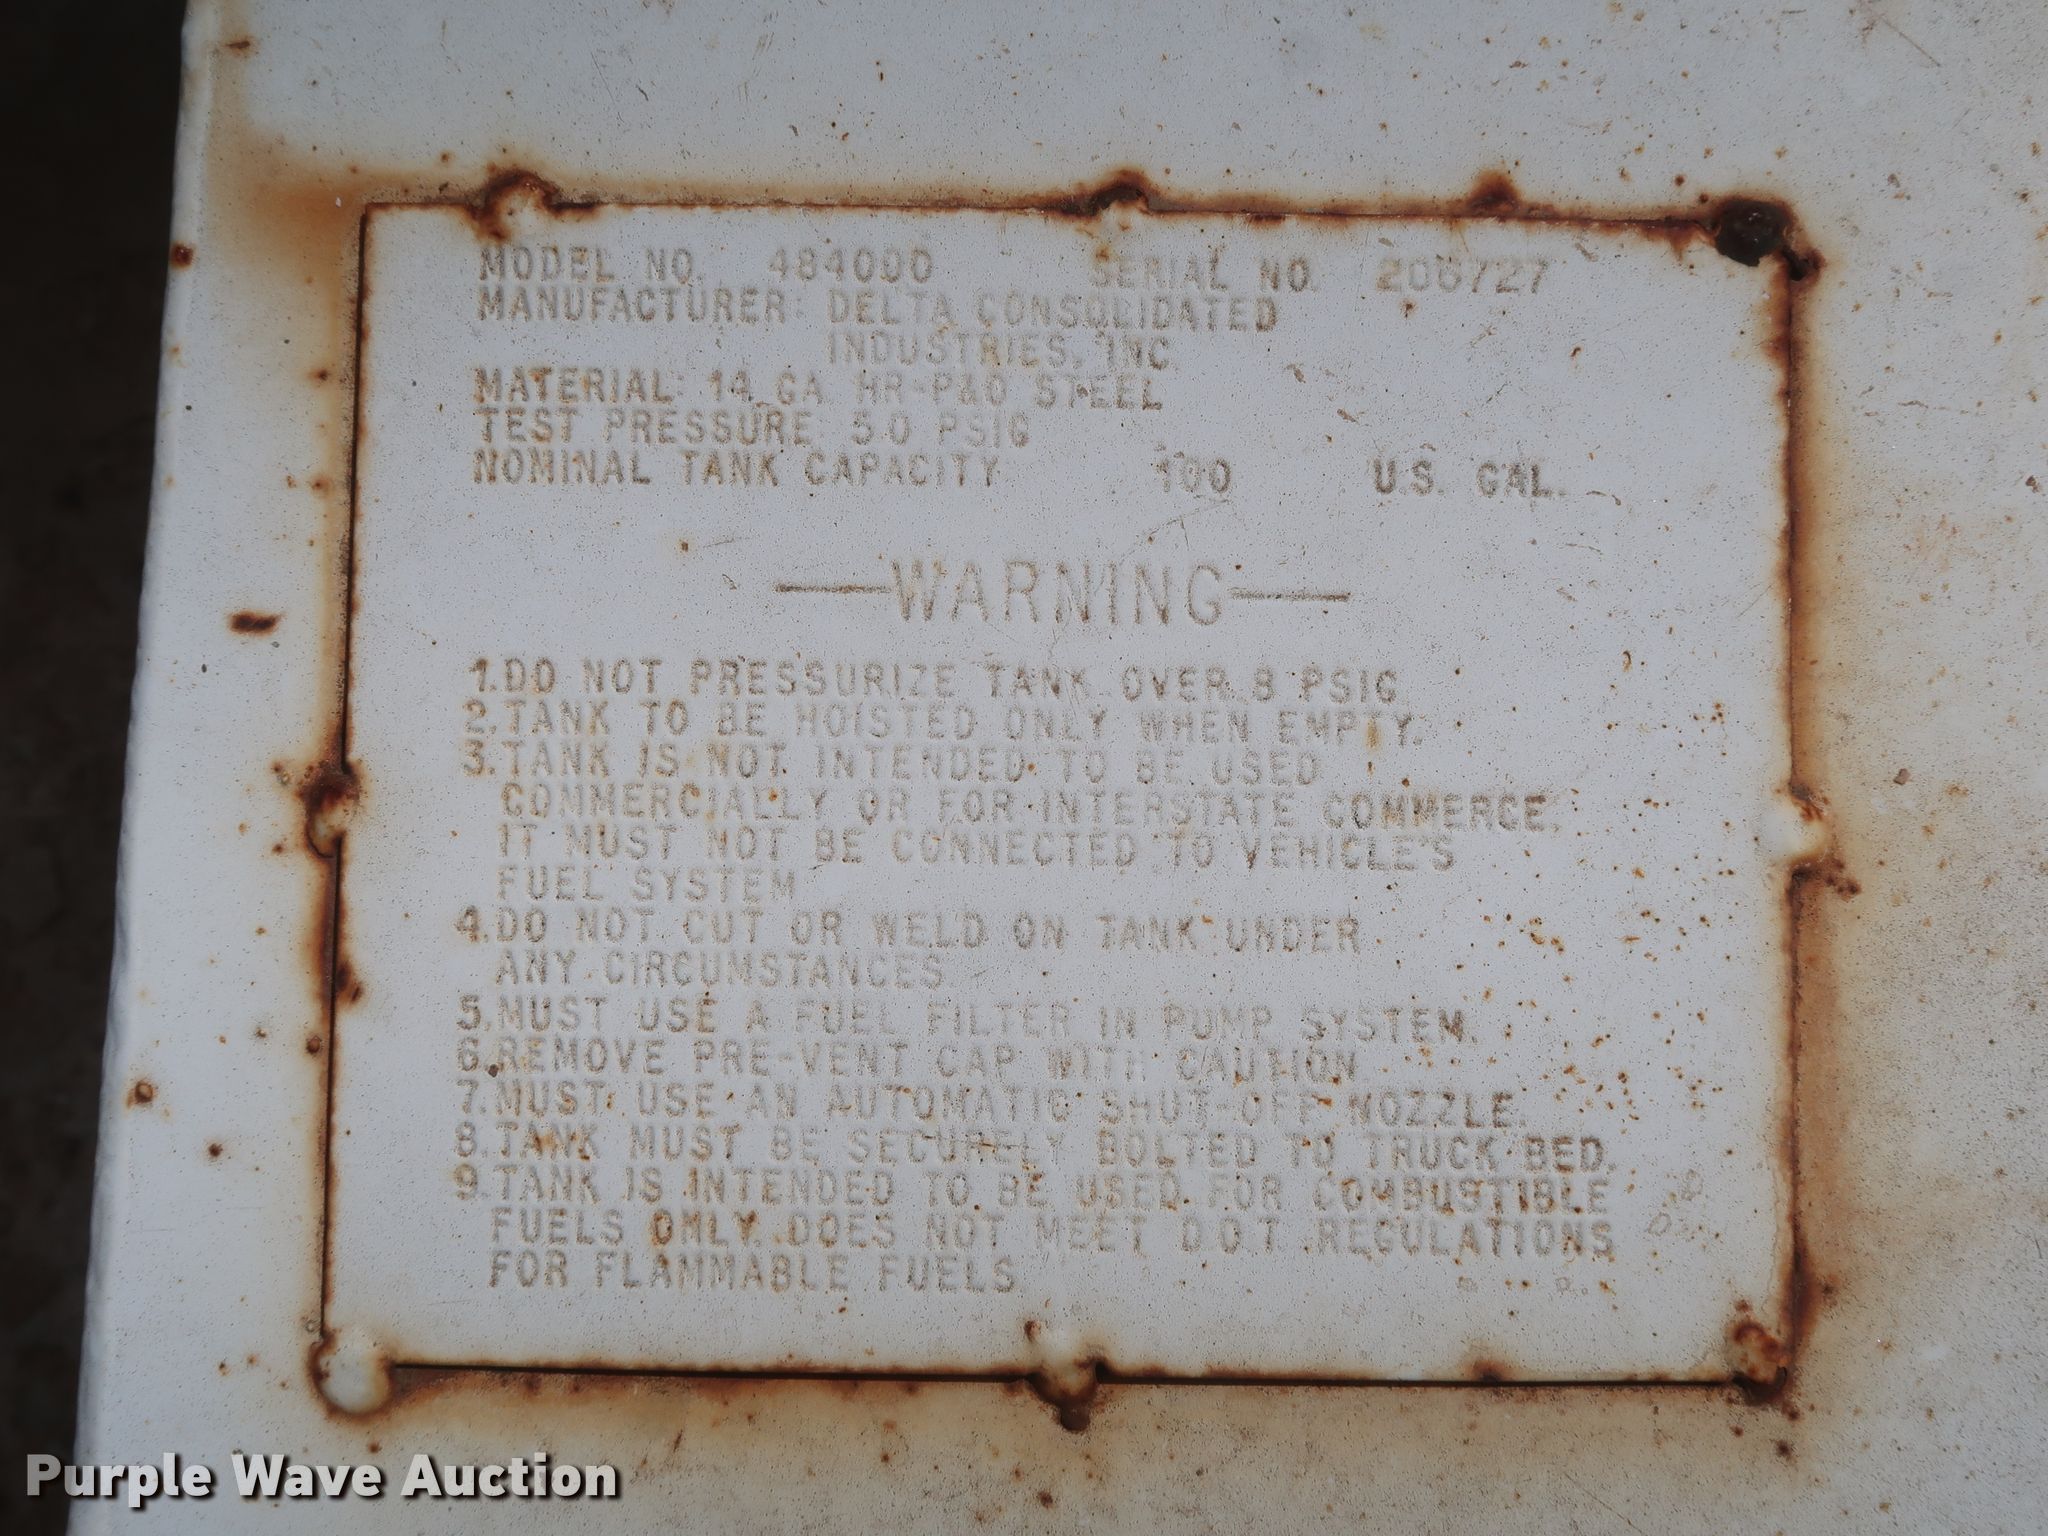 MODEL NO. 484000 SERIAL NO. 206727
MANUFACTURER: DELTA CONSOLIDATED
INDUSTRIES, INC
MATERIAL: 14 GA. HR-P&O STEEL
TEST PRESSURE 5.0 PSIG
NOMINAL TANK CAPACITY 100 U.S. GAL.
—WARNING—
1. DO NOT PRESSURIZE TANK OVER 8 PSIG
2. TANK TO BE HOISTED ONLY WHEN EMPTY.
3. TANK IS NOT INTENDED TO BE USED
COMMERCIALLY OR FOR INTERSTATE COMMERCE.
IT MUST NOT BE CONNECTED TO VEHICLE'S
FUEL SYSTEM
4. DO NOT CUT OR WELD ON TANK UNDER
ANY CIRCUMSTANCES
5. MUST USE A FUEL FILTER IN PUMP SYSTEM.
6. REMOVE PRE-VENT CAP WITH CAUTION
7. MUST USE AN AUTOMATIC SHUT-OFF NOZZLE.
8. TANK MUST BE SECURELY BOLTED TO TRUCK BED.
9. TANK IS INTENDED TO BE USED FOR COMBUSTIBLE
FUELS ONLY. DOES NOT MEET D.O.T. REGULATIONS
FOR FLAMMABLE FUELS
Purple Wave Auction